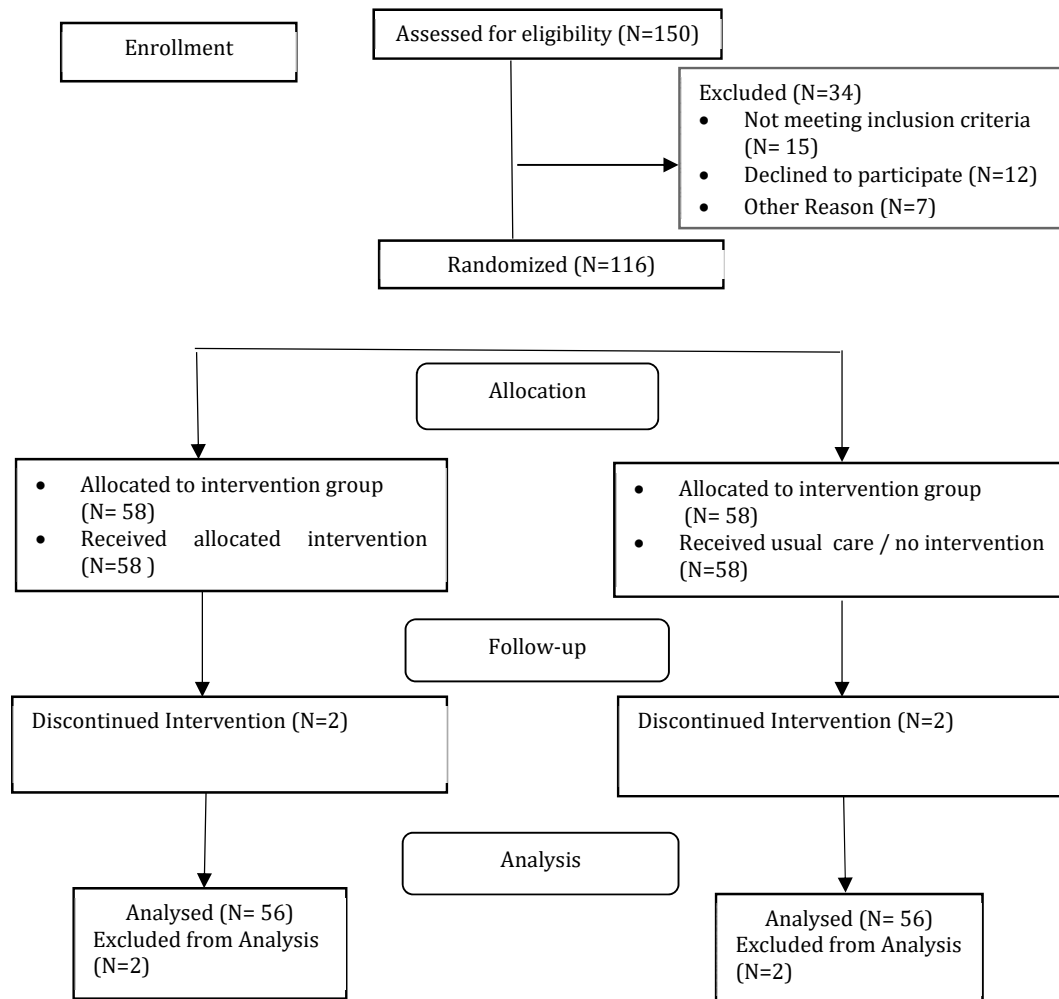 Enrollment
Assessed for eligibility (N=150)
Excluded (N=34)
• Not meeting inclusion criteria
(N= 15)
• Declined to participate (N=12)
• Other Reason (N=7)
Randomized (N=116)
Allocation
• Allocated to intervention group
(N= 58)
• Received allocated intervention
(N=58 )
• Allocated to intervention group
(N= 58)
• Received usual care / no intervention
(N=58)
Follow-up
Discontinued Intervention (N=2)
Discontinued Intervention (N=2)
Analysis
Analysed (N= 56)
Excluded from Analysis
(N=2)
Analysed (N= 56)
Excluded from Analysis
(N=2)